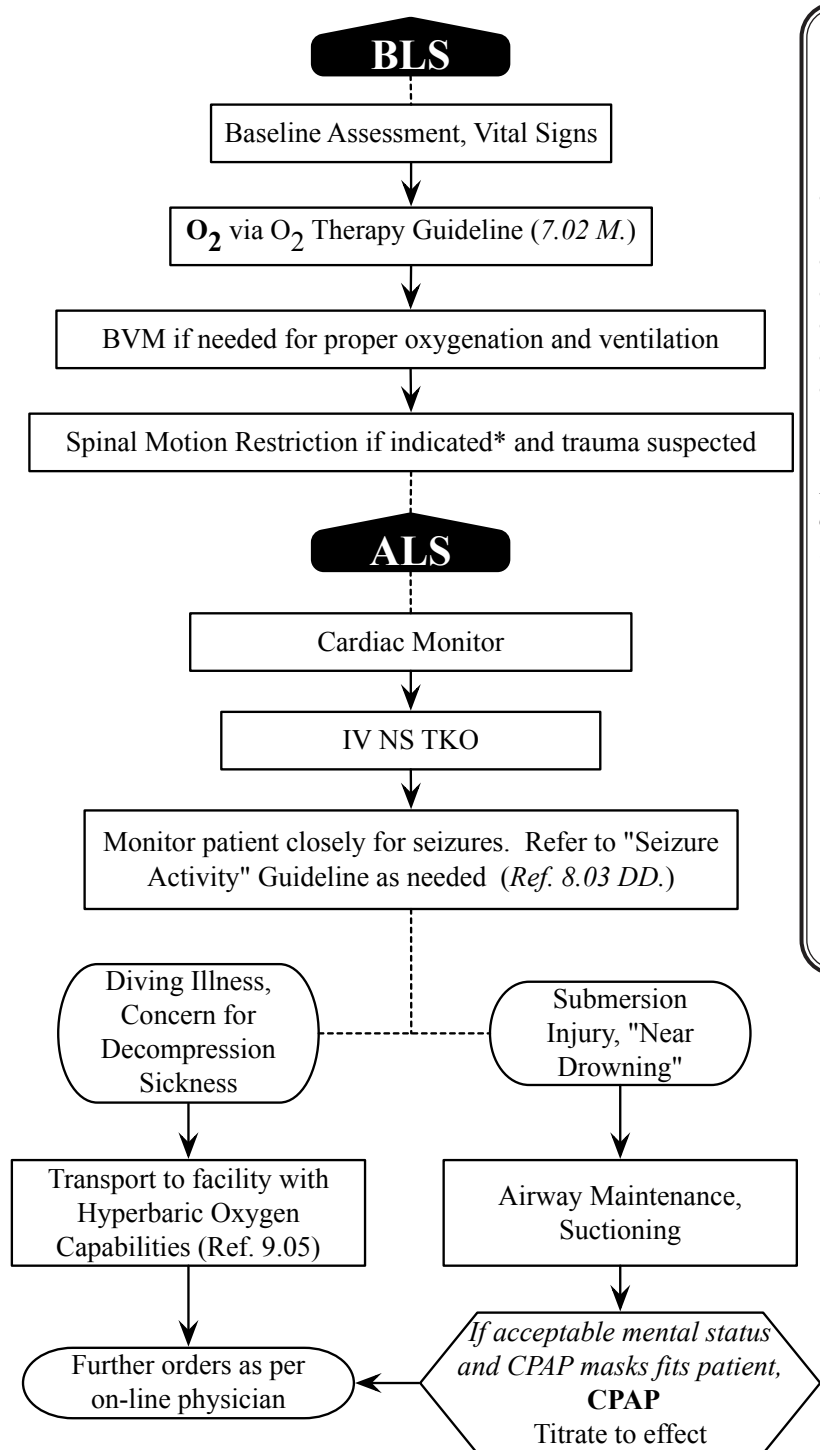 BLS
Baseline Assessment, Vital Signs
O2 via O2 Therapy Guideline (7.02 M.)
BVM if needed for proper oxygenation and ventilation
Spinal Motion Restriction if indicated* and trauma suspected
ALS
Cardiac Monitor
IV NS TKO
Monitor patient closely for seizures.  Refer to "Seizure
Activity" Guideline as needed  (Ref. 8.03 DD.)
Diving Illness,
Concern for
Decompression
Sickness
Submersion
Injury, "Near
Drowning"
Transport to facility with
Hyperbaric Oxygen
Capabilities (Ref. 9.05)
Airway Maintenance,
Suctioning
If acceptable mental status
and CPAP masks fits patient,
CPAP
Titrate to effect
Further orders as per
on-line physician